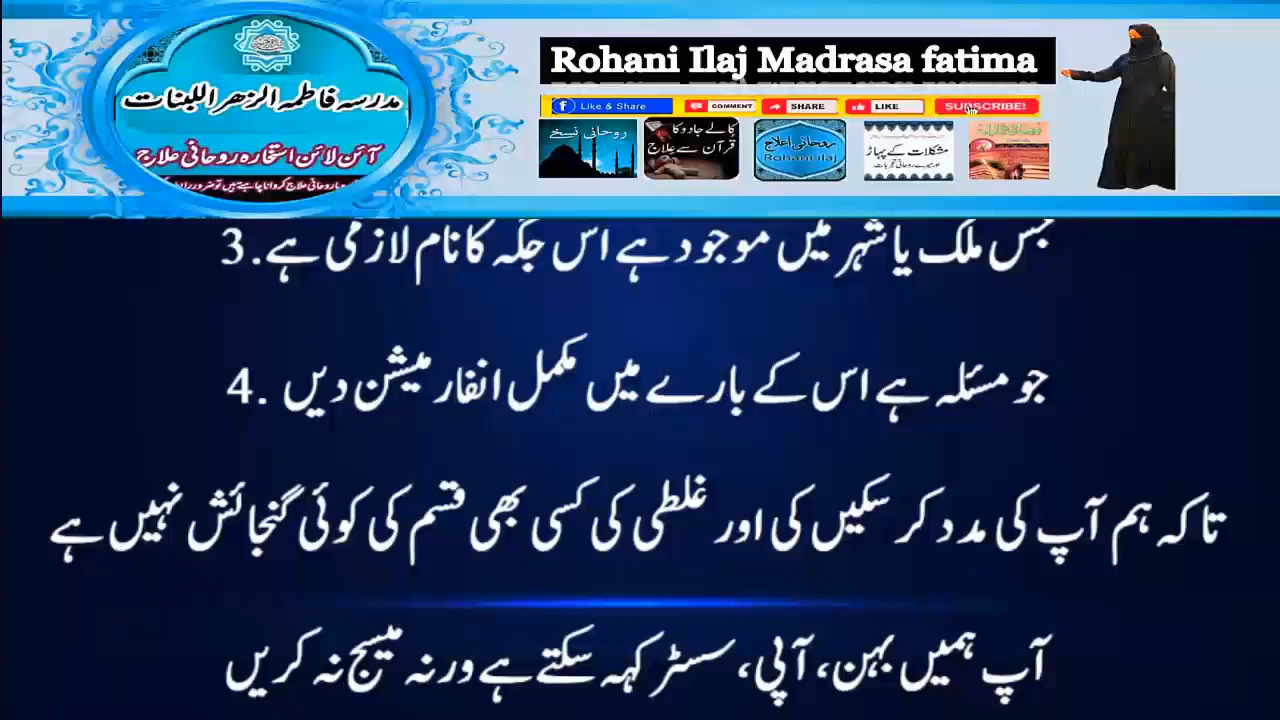 Rohani Ilaj Madrasa fatima
مدرسہ فاطمہ الزھرا للبنات
آئن لائن استخارہ روحانی علاج
Like & Share
COMMENT
SHARE
LIKE
SUBSCRIBE!
روحانی نسخ
کالے جادو کا
قرآن سے علاج
روحانی علاج
Rohani Ilaj
مشکلات کے پہاڑ
جس ملک یا شہر میں موجود ہے اس جگہ کا نام لازمی ہے.3
جو مسئلہ ہے اس کے بارے میں مکمل انفارمیشن دیں .4
تاکہ ہم آپ کی مدد کر سکیں کی اور غلطی کی کسی بھی قسم کی کوئی گنجائش نہیں ہے
آپ ہمیں بہن، آپی، سسٹر کہہ سکتے ہے ورنہ میسج نہ کریں